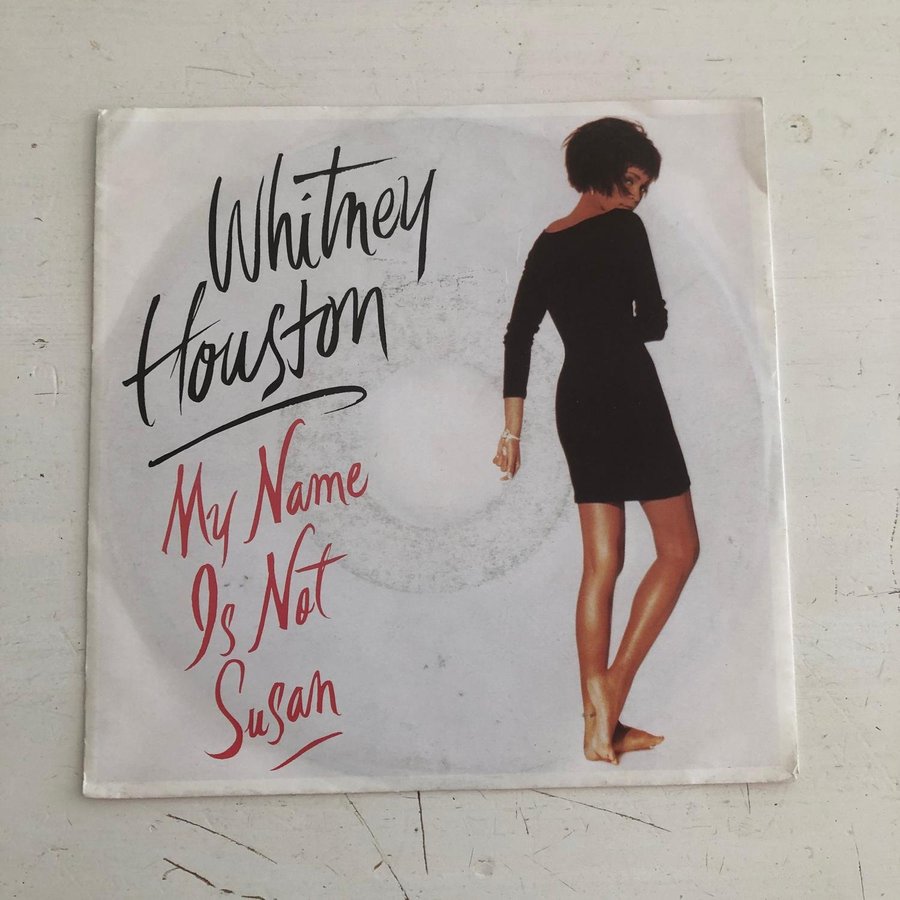 Whitney
Houston
My Name
Is Not
Susan